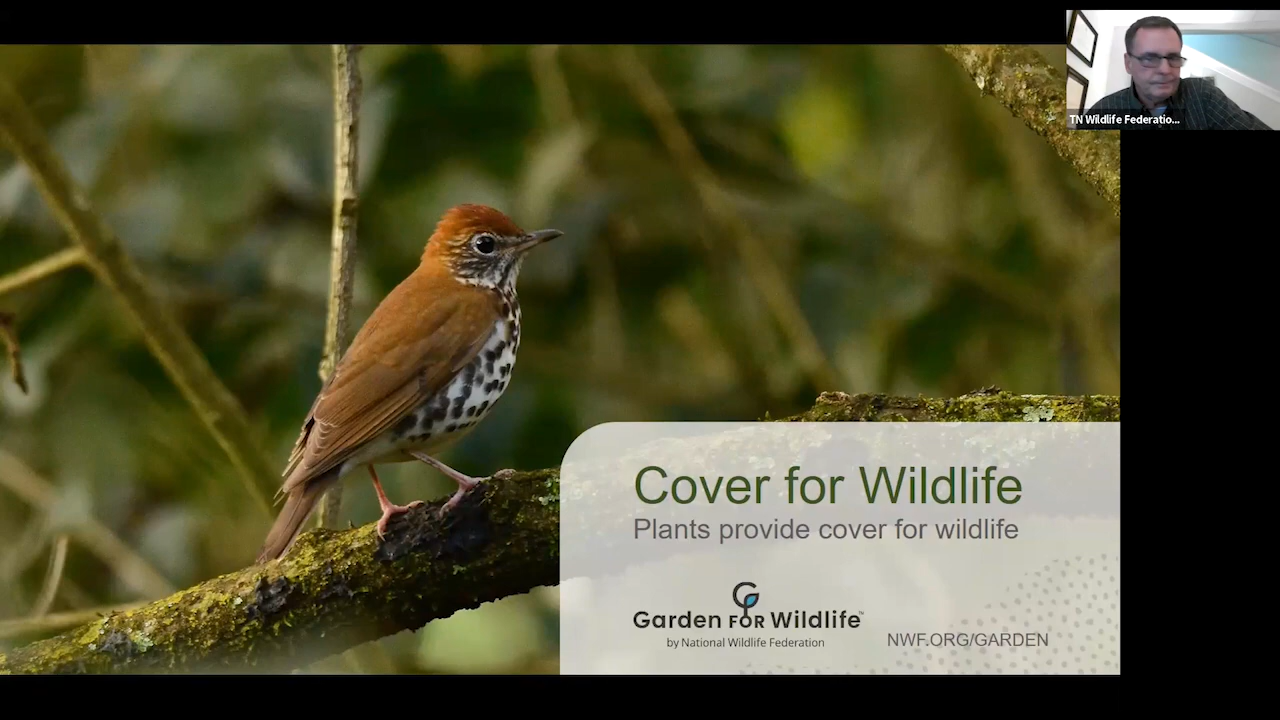 TN Wildlife Federatio...
Cover for Wildlife
Plants provide cover for wildlife
Garden FOR Wildlife™
by National Wildlife Federation
NWF.ORG/GARDEN